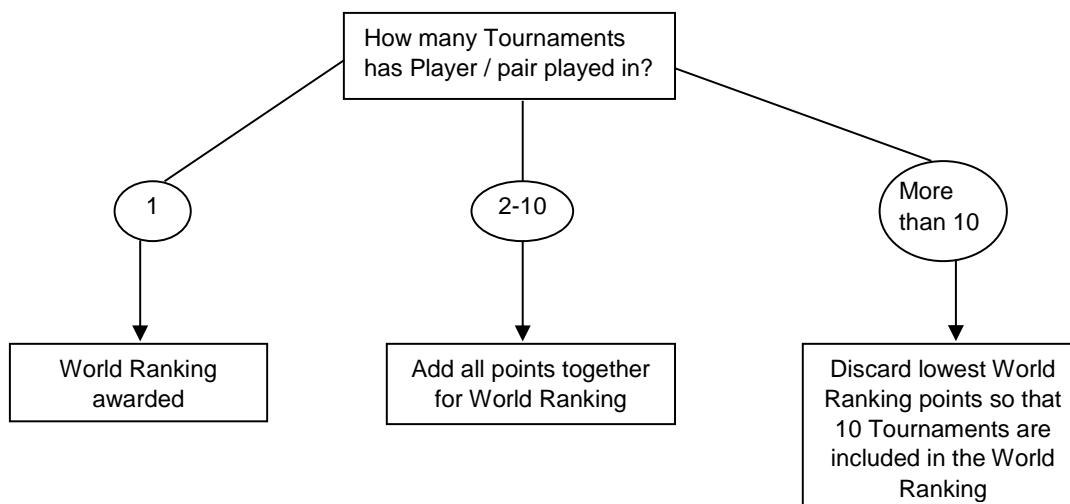 How many Tournaments
has Player / pair played in?
1
2-10
More
than 10
World Ranking
awarded
Add all points together
for World Ranking
Discard lowest World
Ranking points so that
10 Tournaments are
included in the World
Ranking